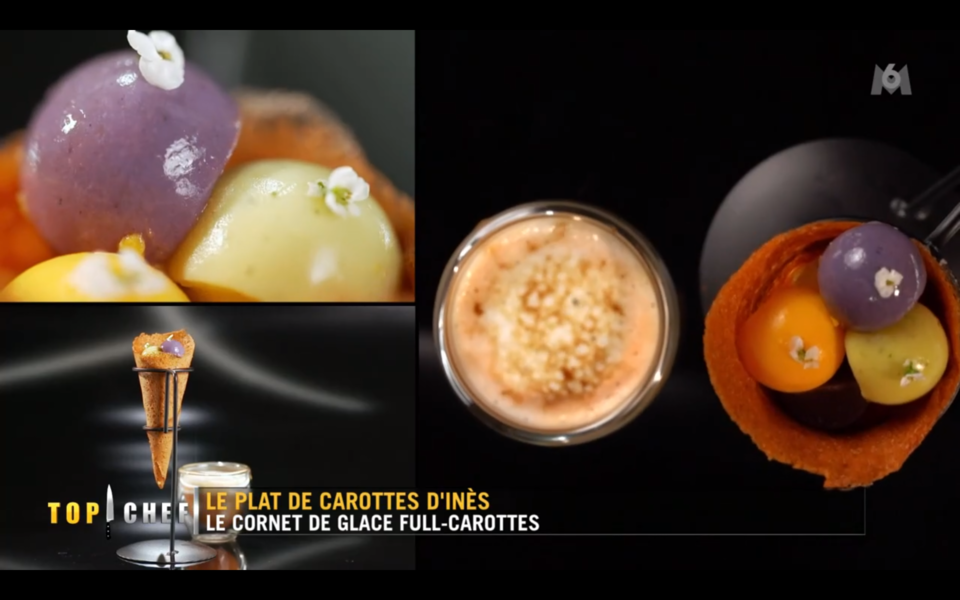 M6
TOP CHEF
LE PLAT DE CAROTTES D'INÈS
LE CORNET DE GLACE FULL-CAROTTES